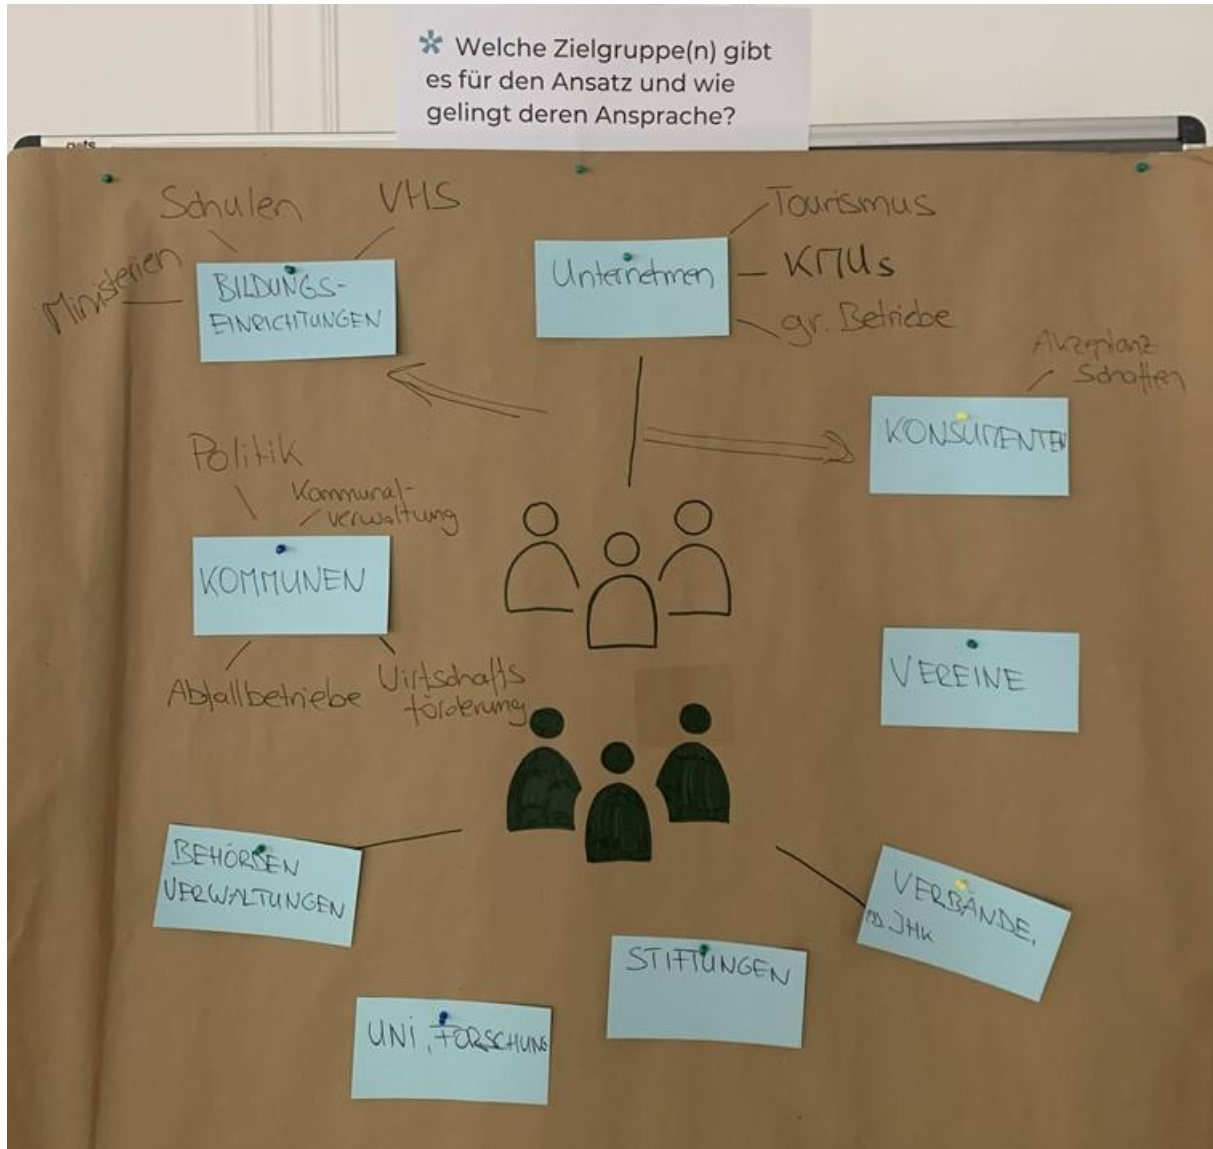 * Welche Zielgruppe(n) gibt
es für den Ansatz und wie
gelingt deren Ansprache?
Schulen
VHS
Ministerien
BILDUNGS-
EINRICHTUNGEN
Unternehmen
Tourismus
KMUs
gr. Betriebe
Akzeptanz
Schaffen
KONSUMENTEN
Politik
Kommunal-
verwaltung
KOMMUNEN
Abfallbetriebe
Wirtschafts
förderung
VEREINE
BEHÖRDEN
VERWALTUNGEN
VERBÄNDE,
IHK
STIFTUNGEN
UNI, FORSCHUNG